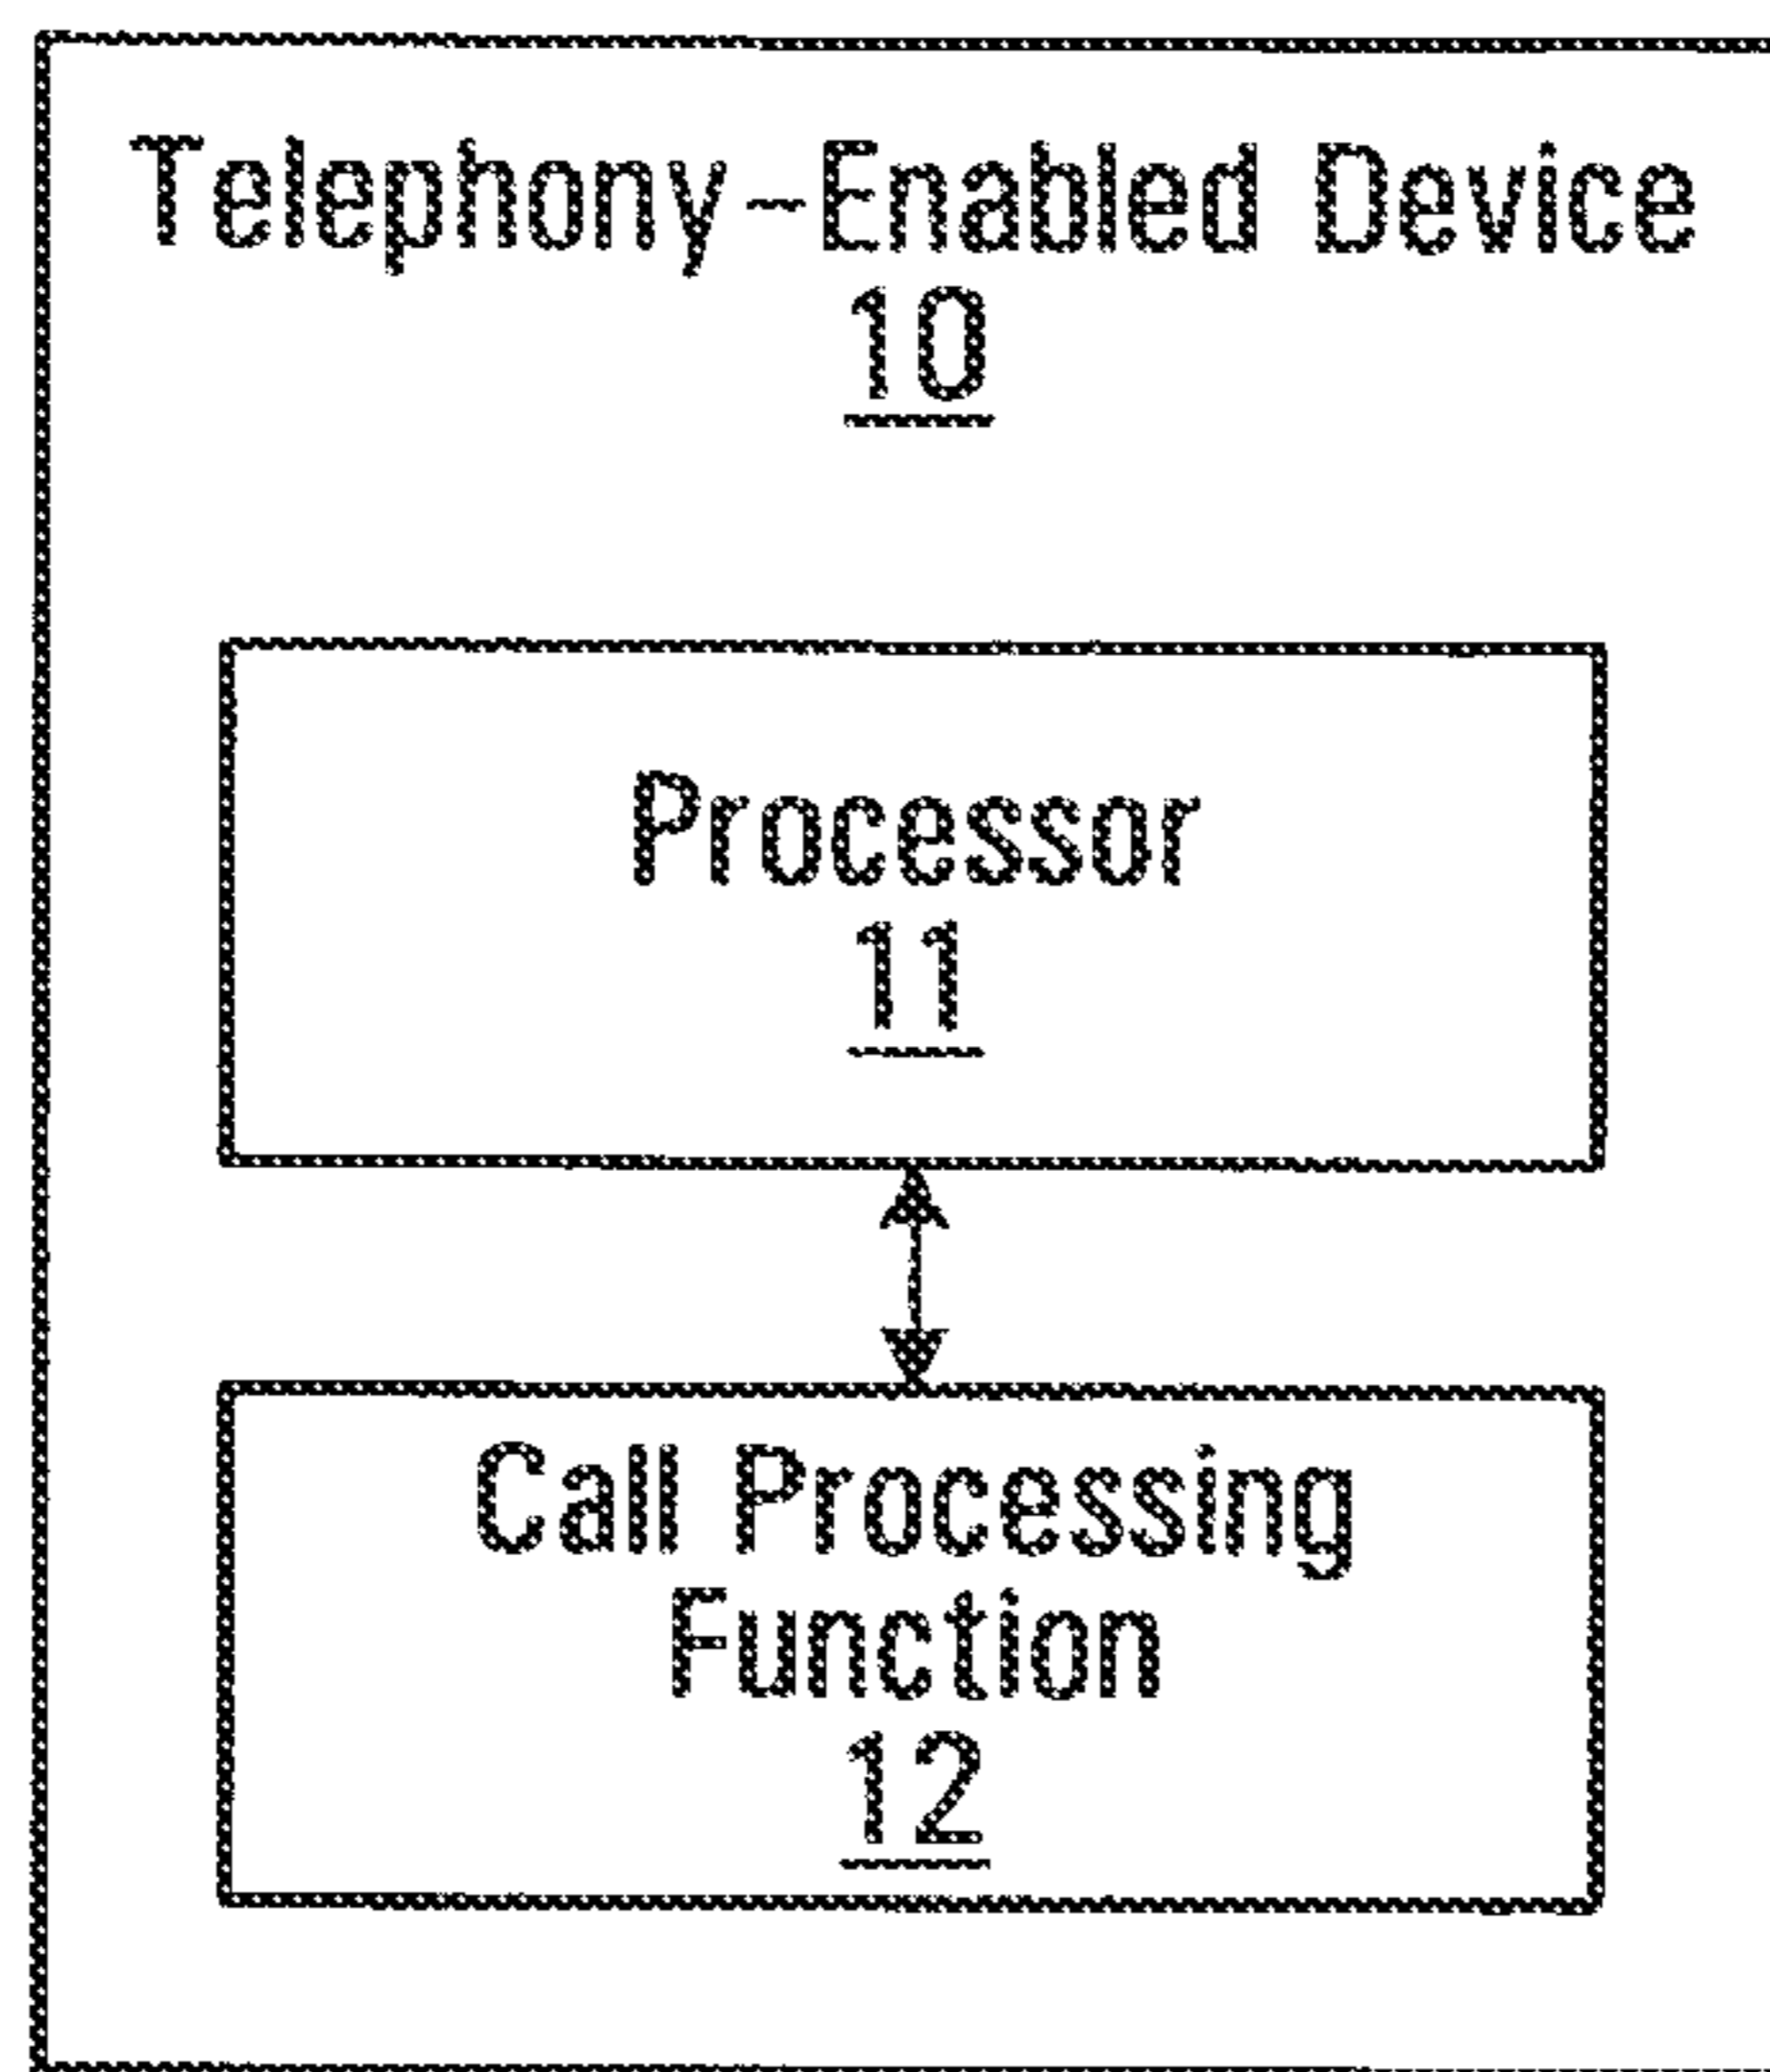 Telephony-Enabled Device
10
Processor
11
Call Processing
Function
12